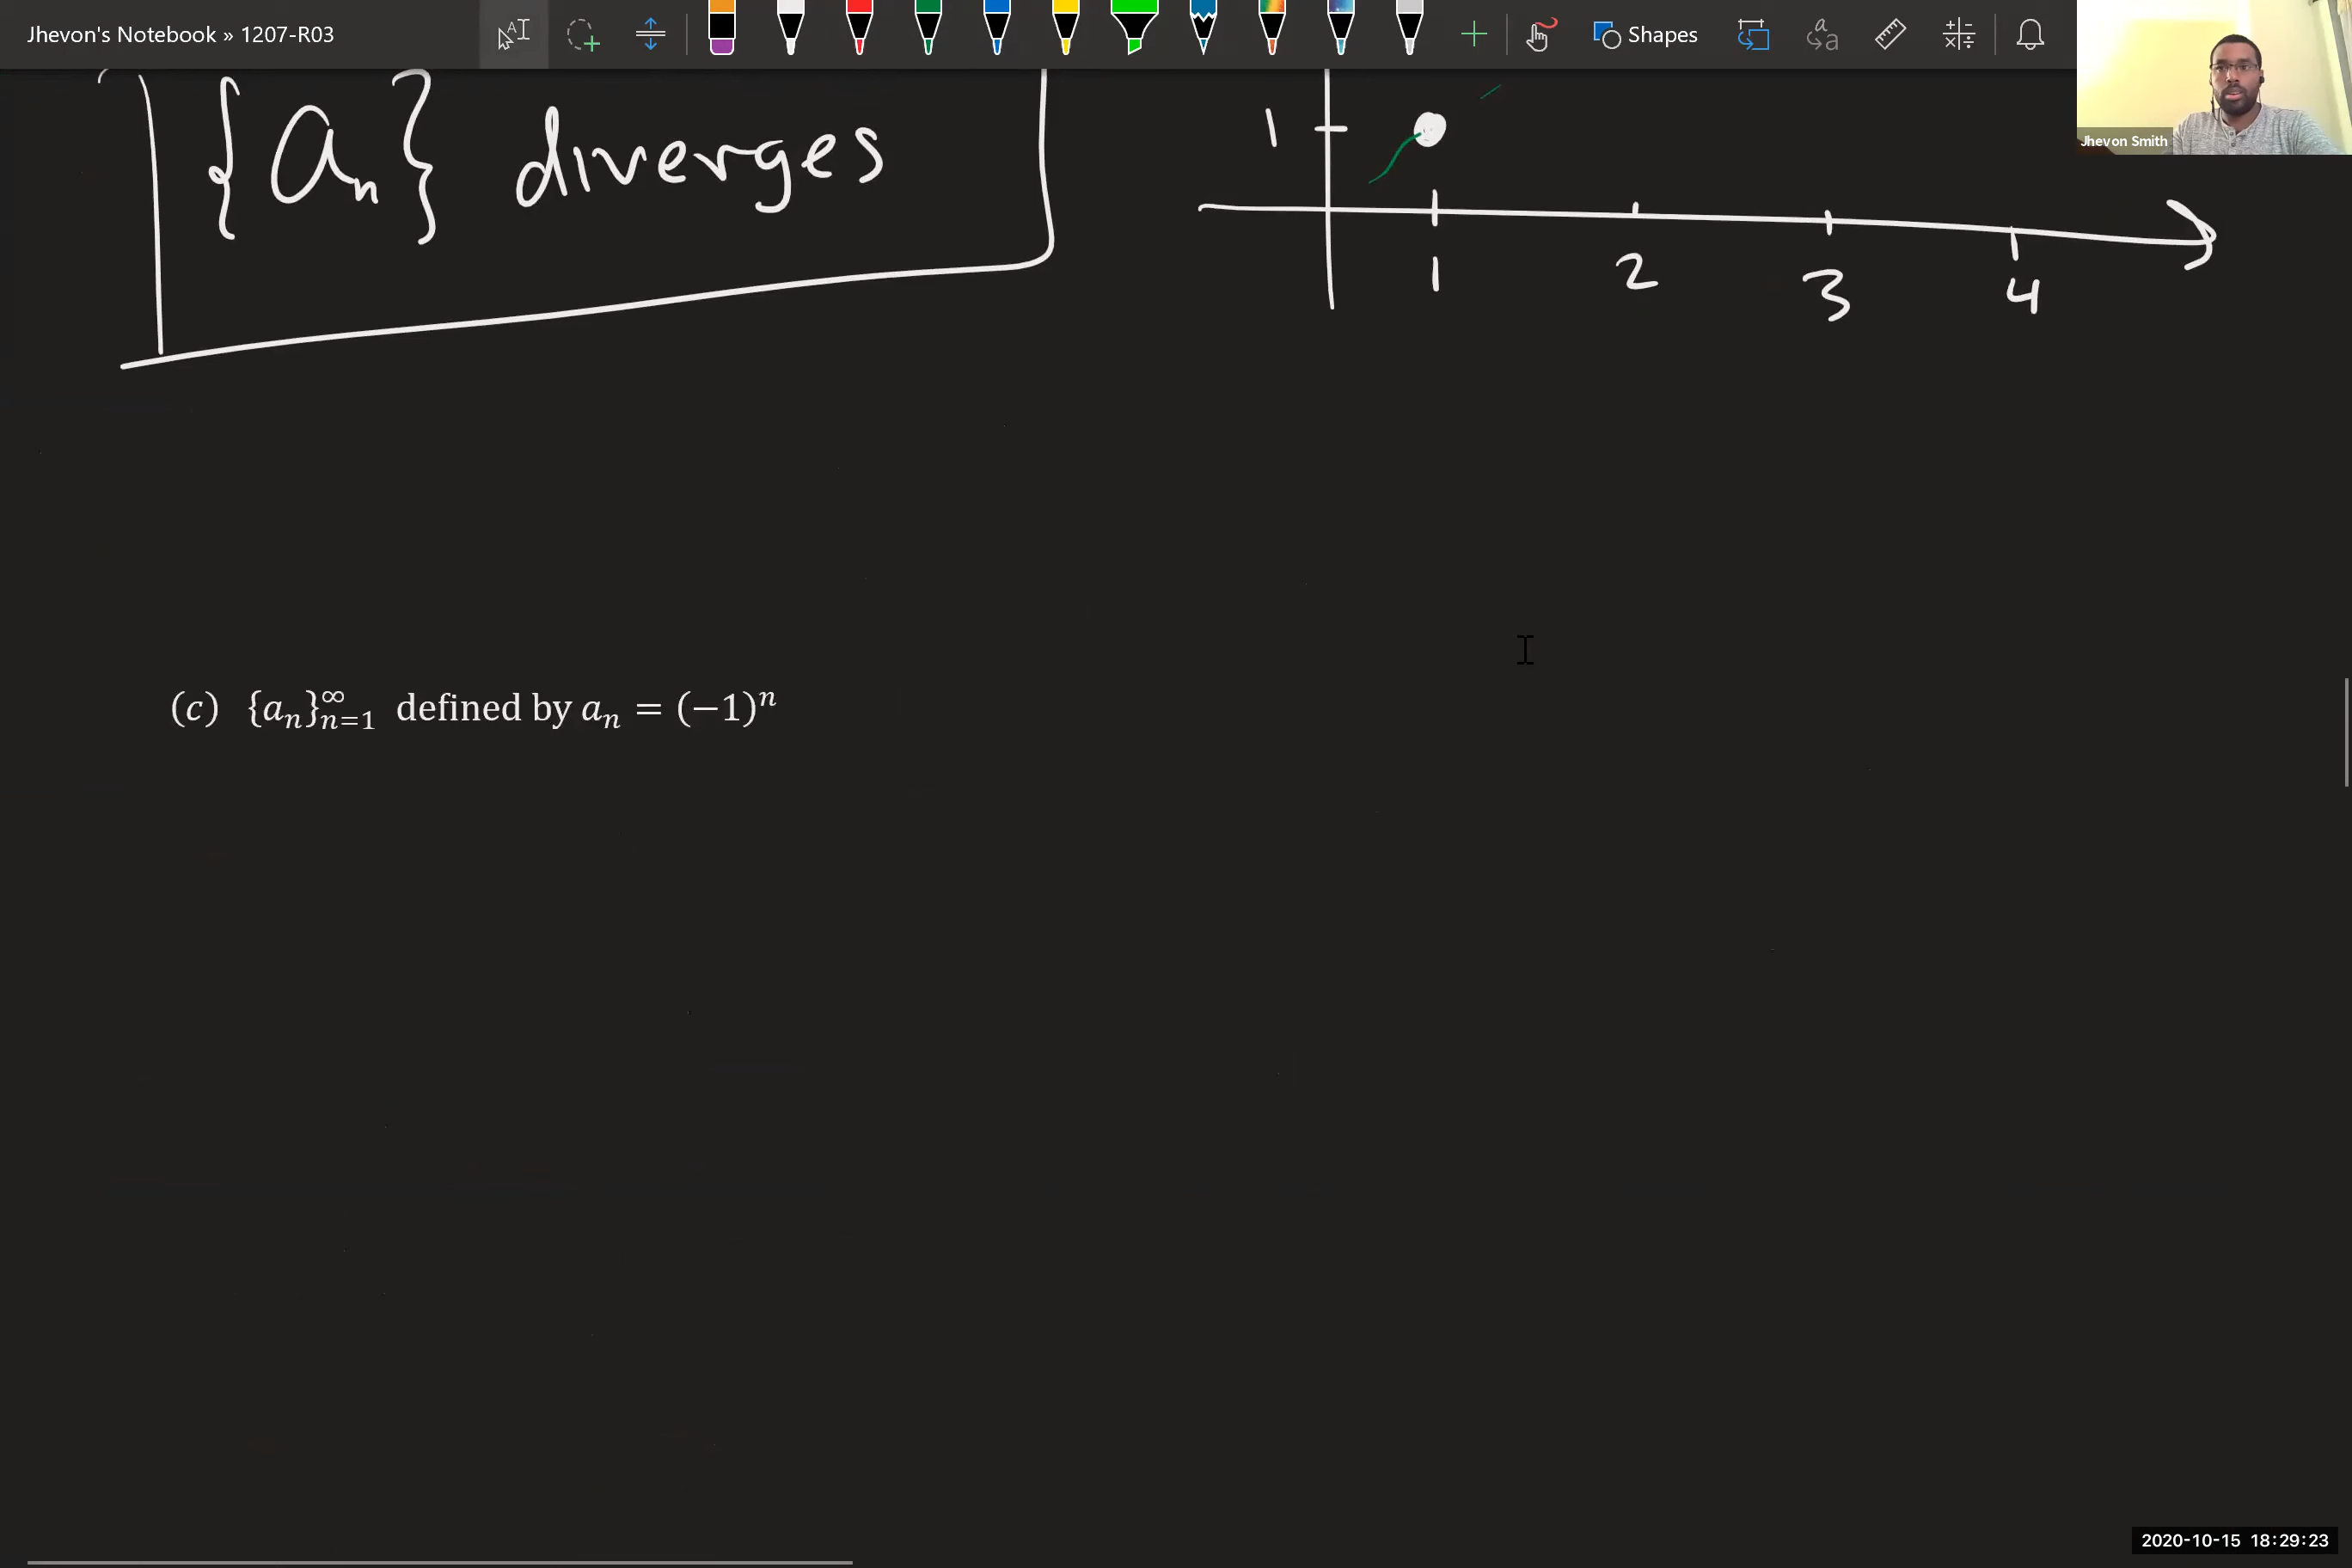 Jhevon's Notebook » 1207-R03
Shapes
Jhevon Smith
{aₙ} diverges
1
1 2 3 4
(c) {aₙ}ₙ₌₁^∞ defined by aₙ = (−1)ⁿ
2020-10-15 18:29:23